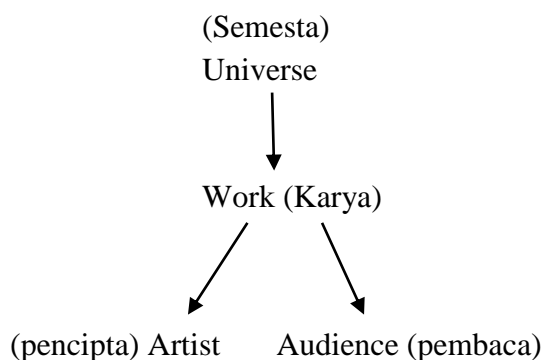 (Semesta)
Universe
Work (Karya)
(pencipta) Artist Audience (pembaca)